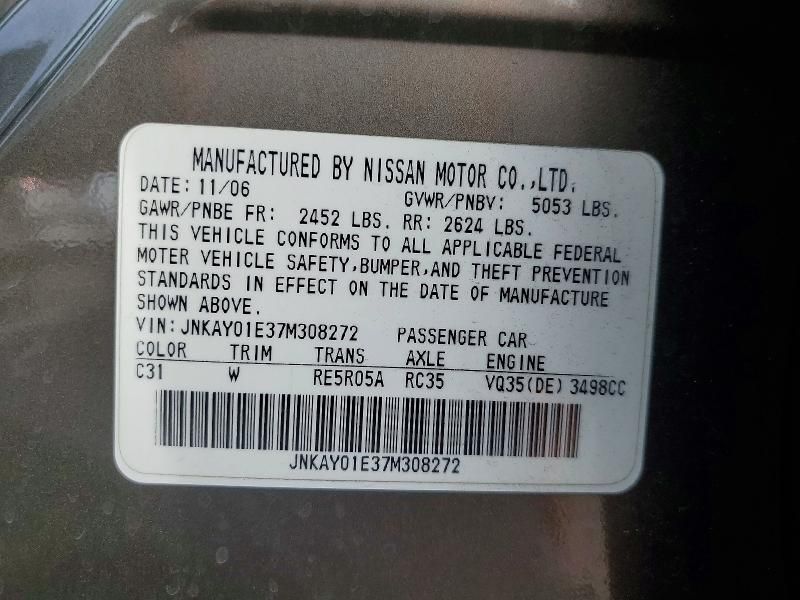 MANUFACTURED BY NISSAN MOTOR CO.,LTD.
DATE: 11/06 GVWR/PNBV: 5053 LBS.
GAWR/PNBE FR: 2452 LBS. RR: 2624 LBS.
THIS VEHICLE CONFORMS TO ALL APPLICABLE FEDERAL
MOTER VEHICLE SAFETY,BUMPER,AND THEFT PREVENTION
STANDARDS IN EFFECT ON THE DATE OF MANUFACTURE
SHOWN ABOVE.
VIN: JNKAY01E37M308272 PASSENGER CAR
COLOR TRIM TRANS AXLE ENGINE
C31 W RE5R05A RC35 VQ35(DE) 3498CC
JNKAY01E37M308272